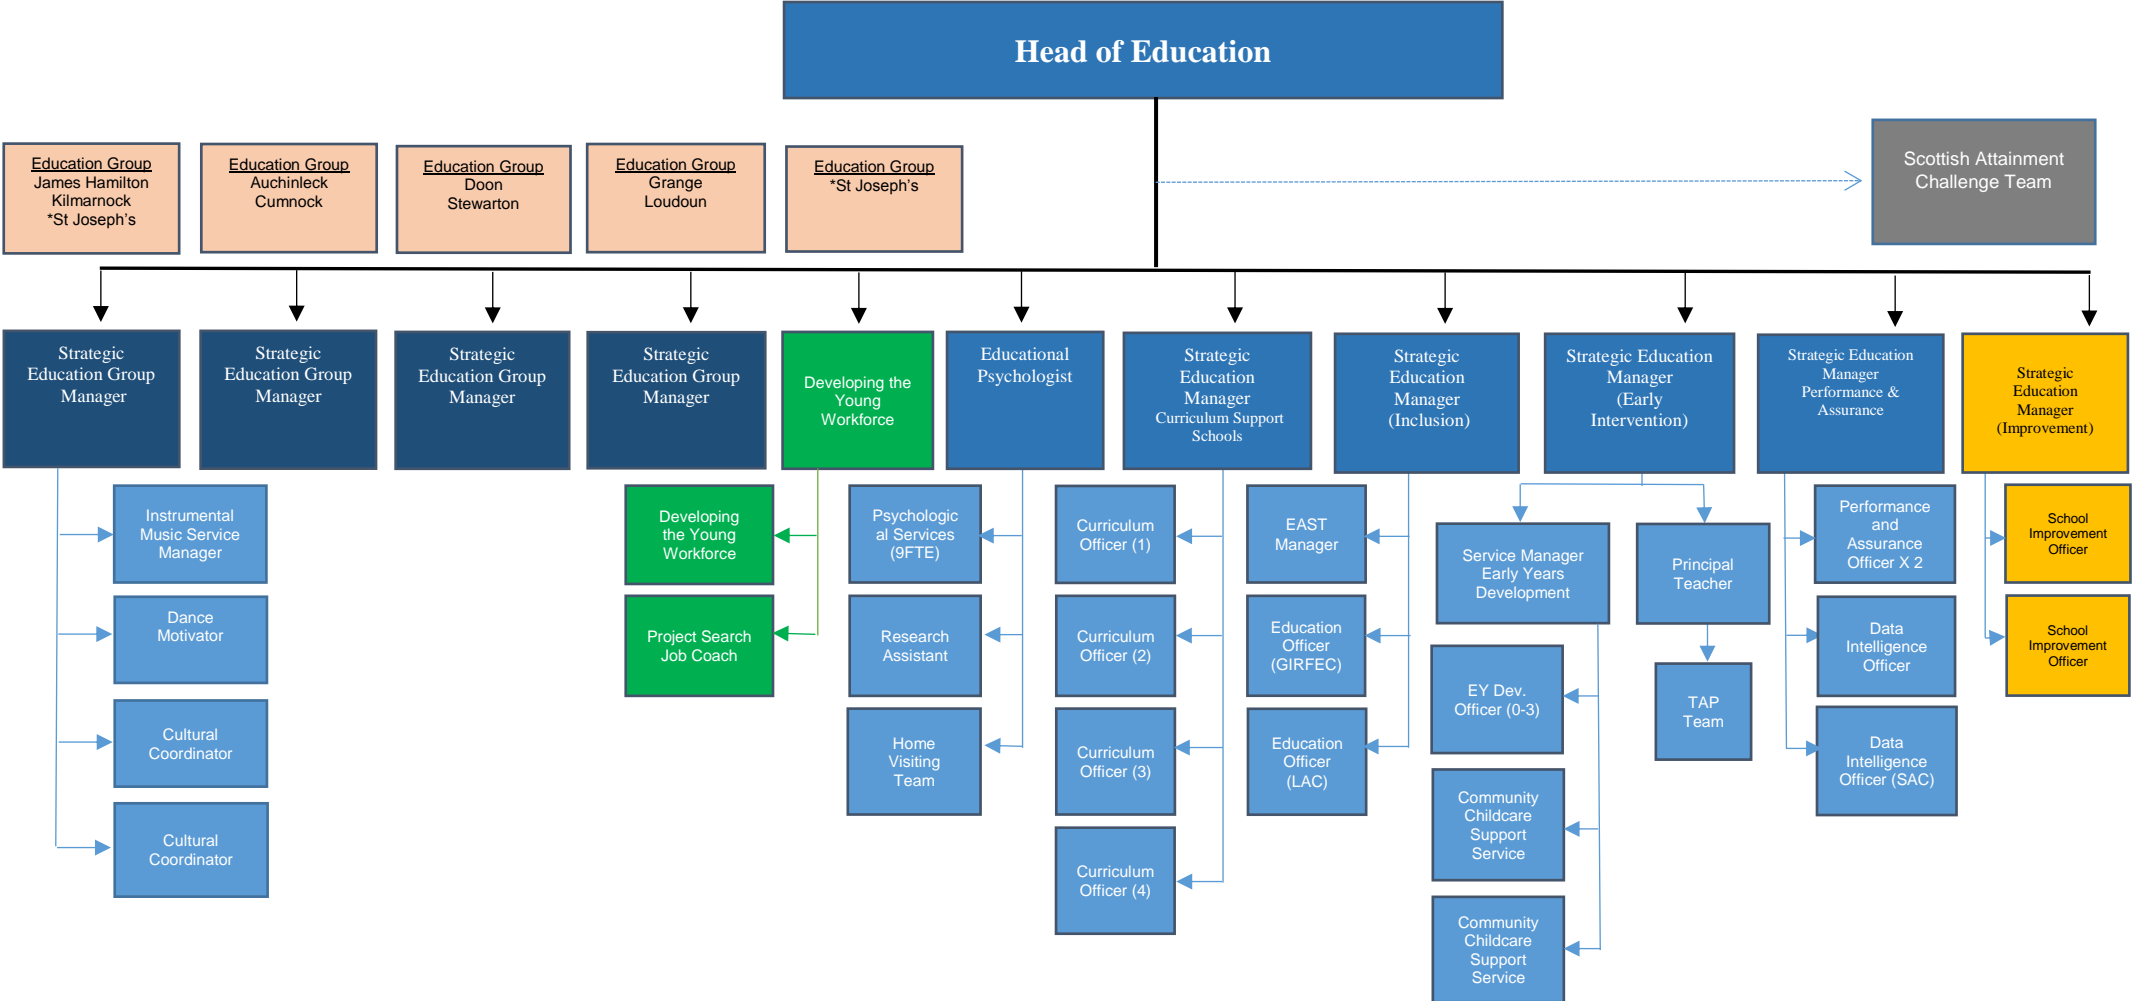 Head of Education
Education Group
James Hamilton
Kilmarnock
*St Joseph's
Education Group
Auchinleck
Cumnock
Education Group
Doon
Stewarton
Education Group
Grange
Loudoun
Education Group
*St Joseph's
Scottish Attainment
Challenge Team
Strategic
Education Group
Manager
Strategic
Education Group
Manager
Strategic
Education Group
Manager
Strategic
Education Group
Manager
Developing the
Young
Workforce
Educational
Psychologist
Strategic
Education
Manager
Curriculum Support
Schools
Strategic
Education
Manager
(Inclusion)
Strategic Education
Manager
(Early
Intervention)
Strategic Education
Manager
Performance &
Assurance
Strategic
Education
Manager
(Improvement)
Instrumental
Music Service
Manager
Dance
Motivator
Cultural
Coordinator
Cultural
Coordinator
Developing
the Young
Workforce
Project Search
Job Coach
Psychologic
al Services
(9FTE)
Research
Assistant
Home
Visiting
Team
Curriculum
Officer (1)
Curriculum
Officer (2)
Curriculum
Officer (3)
Curriculum
Officer (4)
EAST
Manager
Education
Officer
(GIRFEC)
Education
Officer
(LAC)
Service Manager
Early Years
Development
EY Dev.
Officer (0-3)
Community
Childcare
Support
Service
Community
Childcare
Support
Service
Principal
Teacher
TAP
Team
Performance
and
Assurance
Officer X 2
Data
Intelligence
Officer
Data
Intelligence
Officer (SAC)
School
Improvement
Officer
School
Improvement
Officer